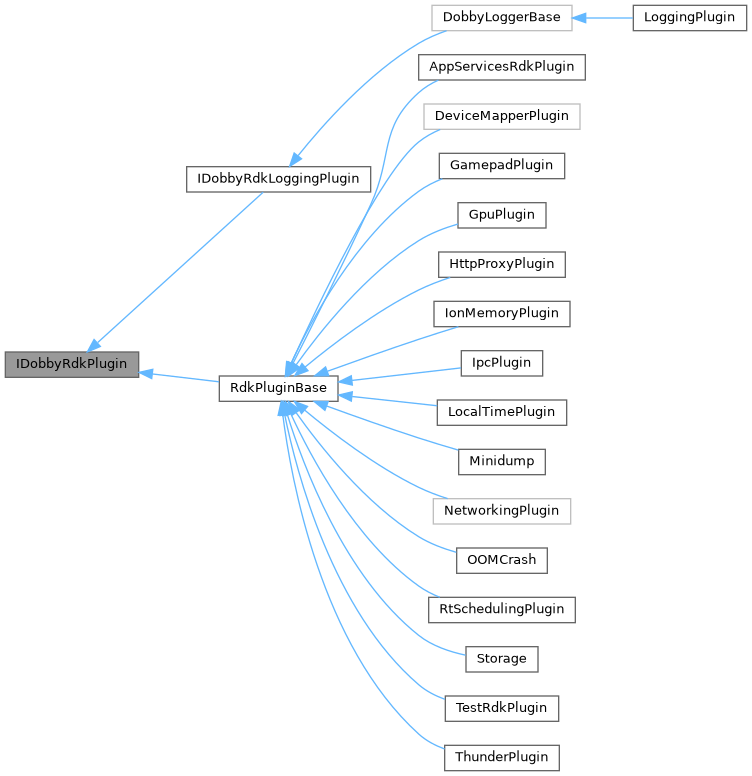 DobbyLoggerBase
LoggingPlugin
AppServicesRdkPlugin
DeviceMapperPlugin
GamepadPlugin
IDobbyRdkLoggingPlugin
GpuPlugin
HttpProxyPlugin
IonMemoryPlugin
IpcPlugin
IDobbyRdkPlugin
RdkPluginBase
LocalTimePlugin
Minidump
NetworkingPlugin
OOMCrash
RtSchedulingPlugin
Storage
TestRdkPlugin
ThunderPlugin